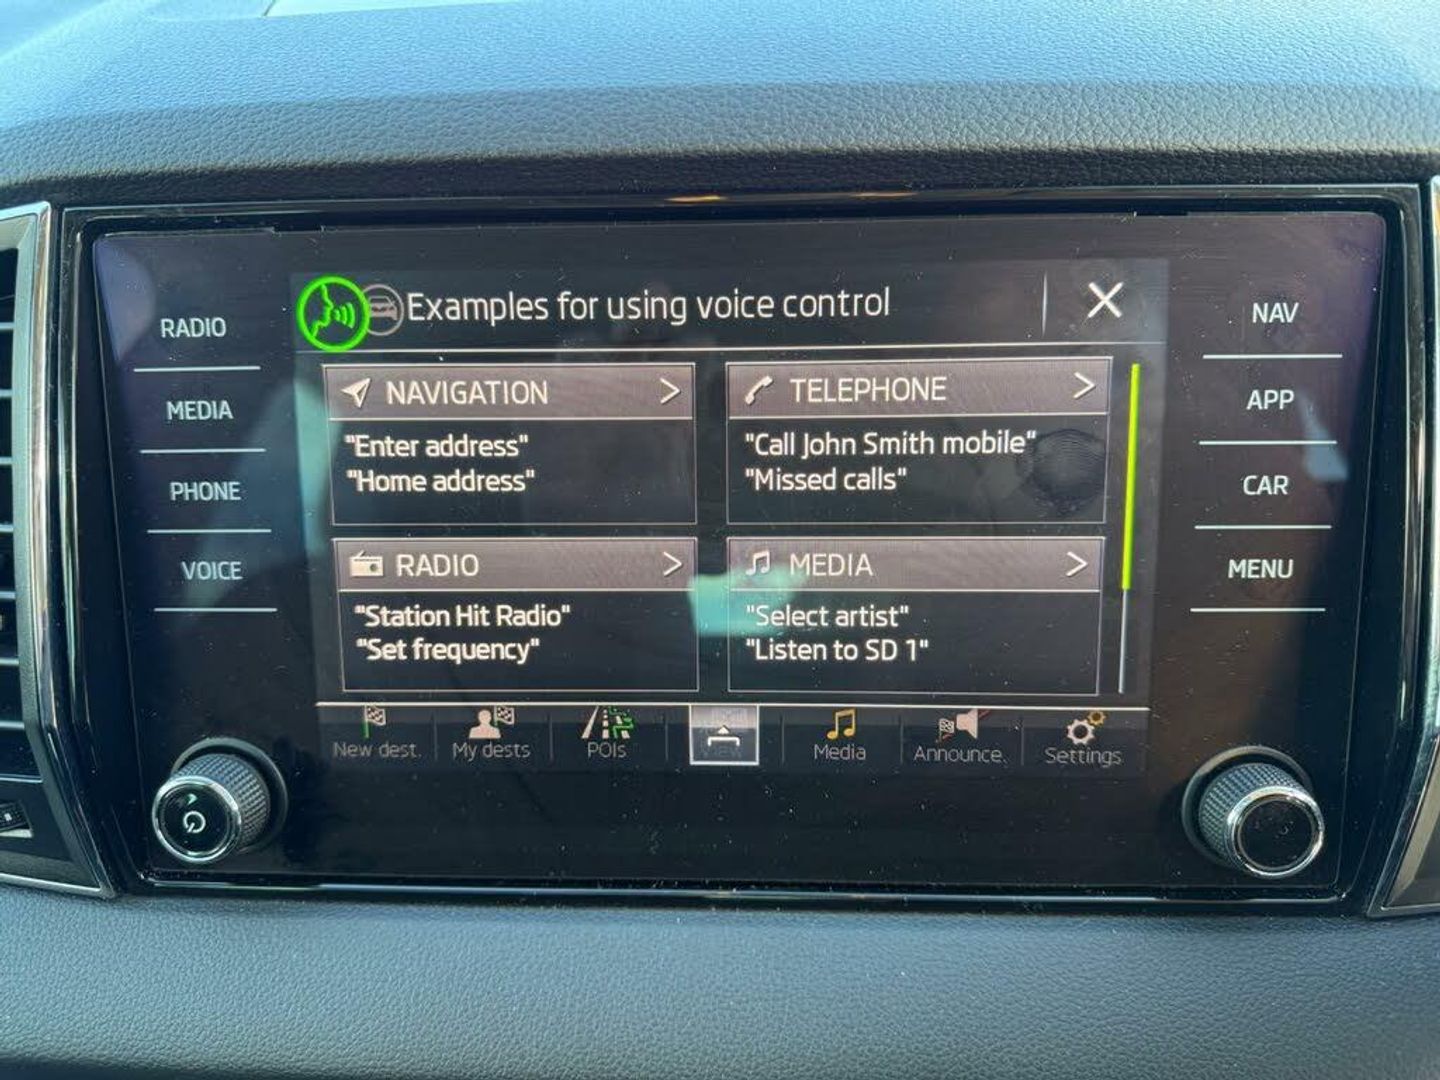 Examples for using voice control
RADIO
MEDIA
PHONE
VOICE
NAVIGATION
"Enter address"
"Home address"
TELEPHONE
"Call John Smith mobile"
"Missed calls"
RADIO
"Station Hit Radio"
"Set frequency"
MEDIA
"Select artist"
"Listen to SD 1"
New dest.
My dests
POIs
Media
Announce.
Settings
NAV
APP
CAR
MENU